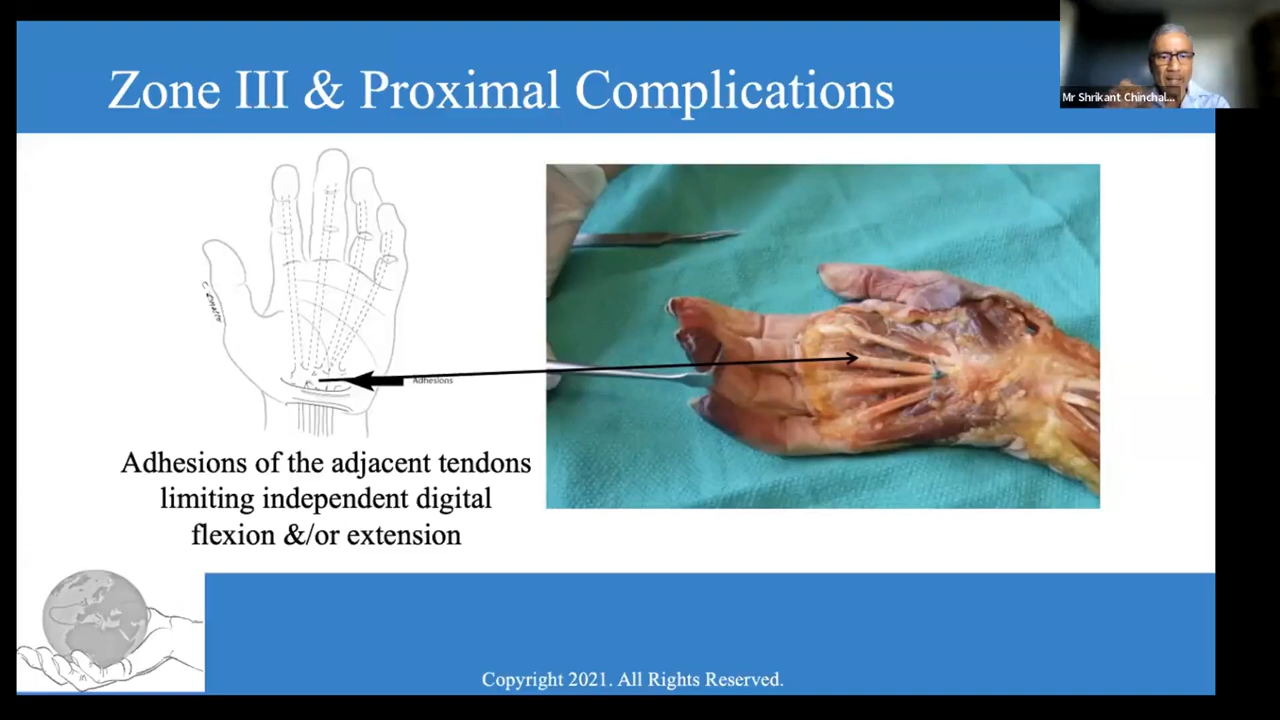 Zone III & Proximal Complications
Mr Shrikant Chinchal...
Adhesions
Adhesions of the adjacent tendons
limiting independent digital
flexion &/or extension
Copyright 2021. All Rights Reserved.